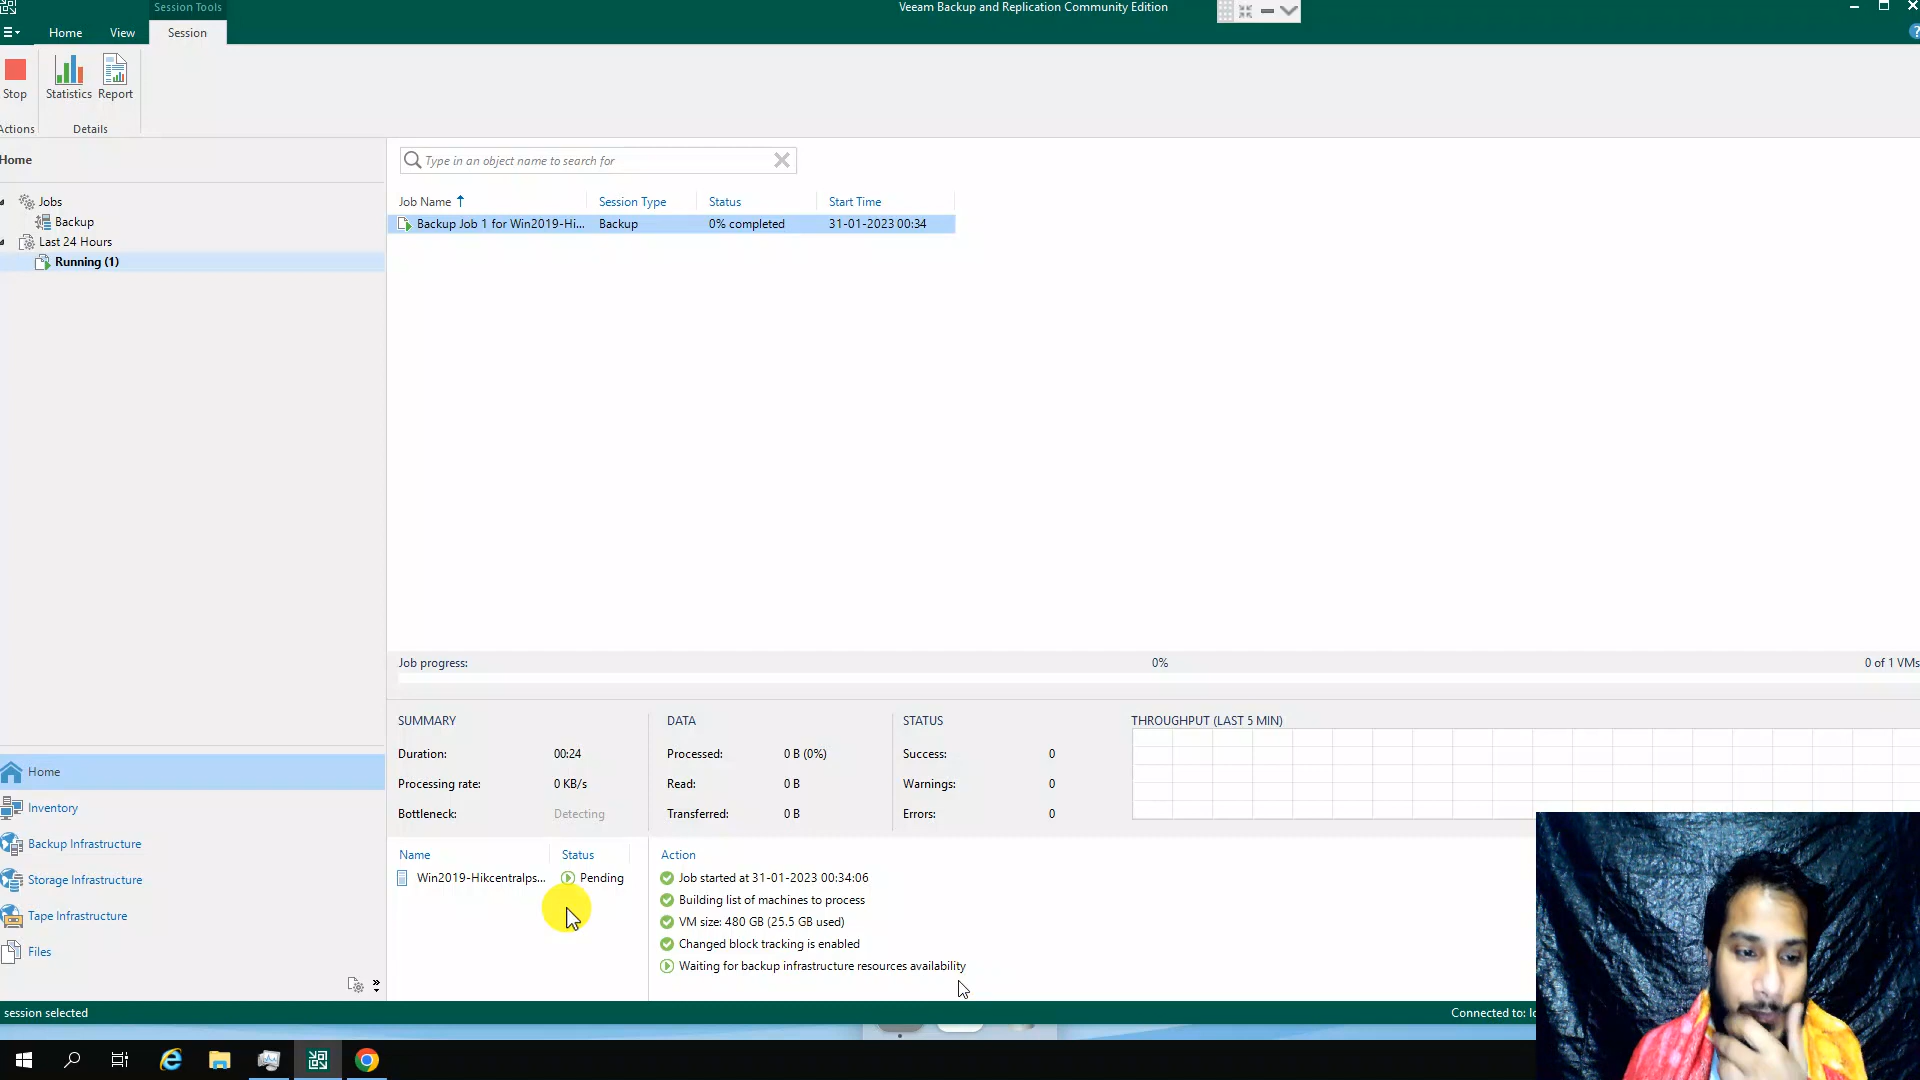 Session Tools
Veeam Backup and Replication Community Edition
Home
View
Session
Stop
Statistics
Report
Actions
Details
Home
Type in an object name to search for
Jobs
Backup
Last 24 Hours
Running (1)
Job Name
Session Type
Status
Start Time
Backup Job 1 for Win2019-Hi...
Backup
0% completed
31-01-2023 00:34
Job progress:
0%
0 of 1 VMs
SUMMARY
Duration:
00:24
Processing rate:
0 KB/s
Bottleneck:
Detecting
DATA
Processed:
0 B (0%)
Read:
0 B
Transferred:
0 B
STATUS
Success:
0
Warnings:
0
Errors:
0
THROUGHPUT (LAST 5 MIN)
Name
Status
Win2019-Hikcentralps...
Pending
Action
Job started at 31-01-2023 00:34:06
Building list of machines to process
VM size: 480 GB (25.5 GB used)
Changed block tracking is enabled
Waiting for backup infrastructure resources availability
Home
Inventory
Backup Infrastructure
Storage Infrastructure
Tape Infrastructure
Files
session selected
Connected to: